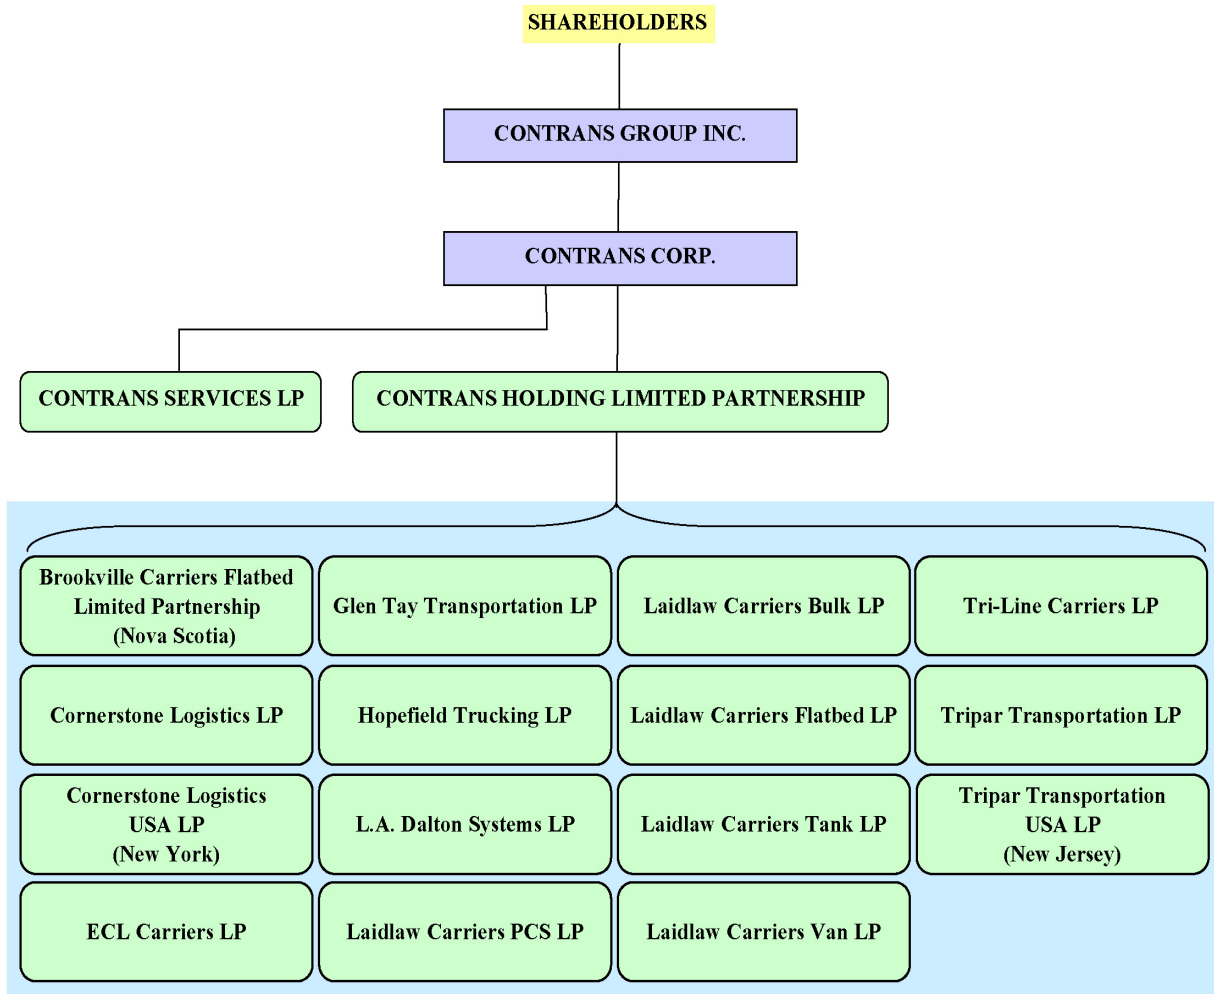 SHAREHOLDERS
CONTRANS GROUP INC.
CONTRANS CORP.
CONTRANS SERVICES LP
CONTRANS HOLDING LIMITED PARTNERSHIP
Brookville Carriers Flatbed
Limited Partnership
(Nova Scotia)
Glen Tay Transportation LP
Laidlaw Carriers Bulk LP
Tri-Line Carriers LP
Cornerstone Logistics LP
Hopefield Trucking LP
Laidlaw Carriers Flatbed LP
Tripar Transportation LP
Cornerstone Logistics
USA LP
(New York)
L.A. Dalton Systems LP
Laidlaw Carriers Tank LP
Tripar Transportation
USA LP
(New Jersey)
ECL Carriers LP
Laidlaw Carriers PCS LP
Laidlaw Carriers Van LP